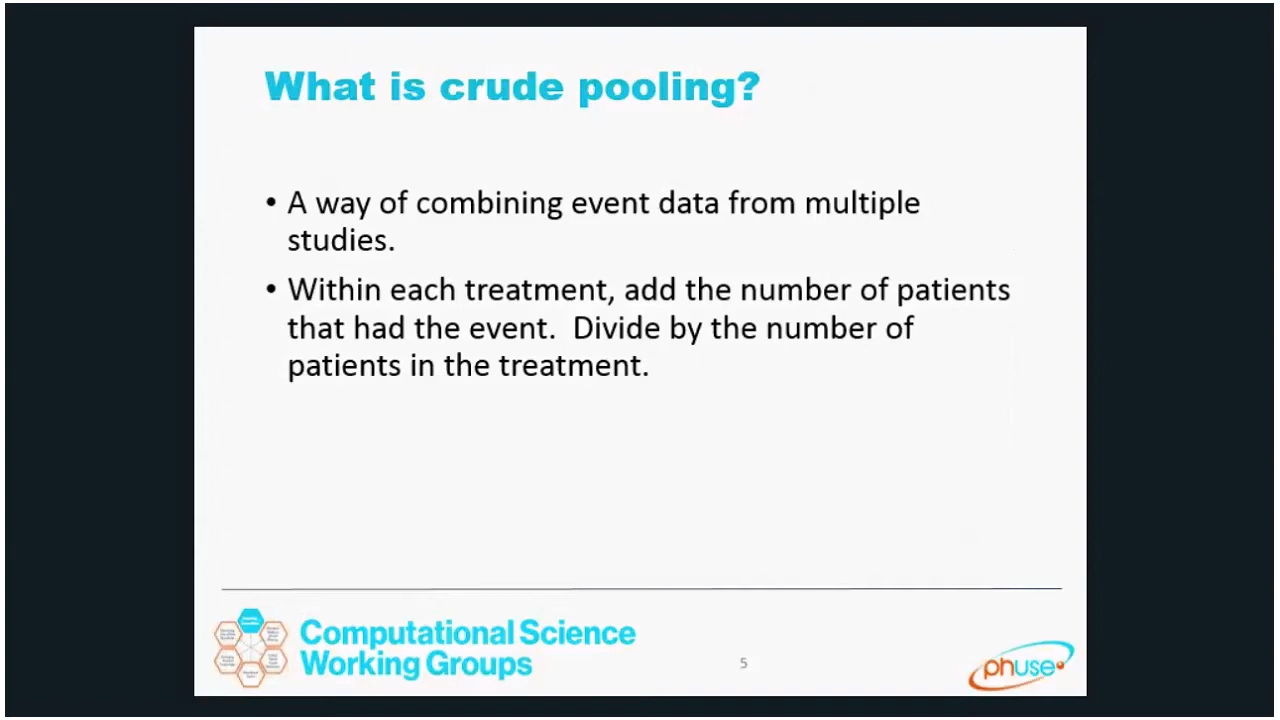 What is crude pooling?
• A way of combining event data from multiple
studies.
• Within each treatment, add the number of patients
that had the event.  Divide by the number of
patients in the treatment.
Computational Science
Working Groups
5
phuse